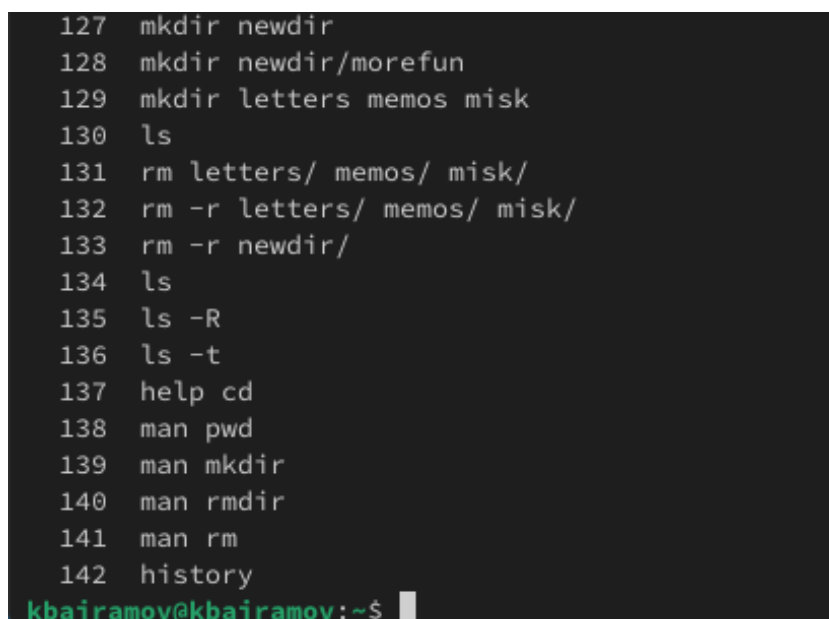 127 mkdir newdir
128 mkdir newdir/morefun
129 mkdir letters memos misk
130 ls
131 rm letters/ memos/ misk/
132 rm -r letters/ memos/ misk/
133 rm -r newdir/
134 ls
135 ls -R
136 ls -t
137 help cd
138 man pwd
139 man mkdir
140 man rmdir
141 man rm
142 history
kbairamov@kbairamov:~$